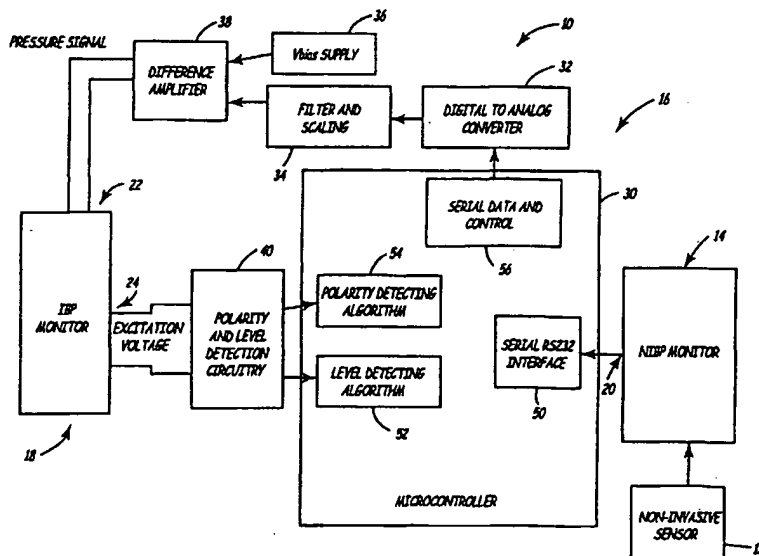 38
36
10
PRESSURE SIGNAL
DIFFERENCE
AMPLIFIER
Vbias SUPPLY
32
FILTER AND
SCALING
DIGITAL TO ANALOG
CONVERTER
16
34
22
30
SERIAL DATA AND
CONTROL
56
14
40
54
24
IBP
MONITOR
EXCITATION
VOLTAGE
POLARITY
AND LEVEL
DETECTION
CIRCUITRY
POLARITY DETECTING
ALGORITHM
SERIAL RS232
INTERFACE
NIBP MONITOR
20
50
LEVEL DETECTING
ALGORITHM
52
18
MICROCONTROLLER
NON-INVASIVE
SENSOR